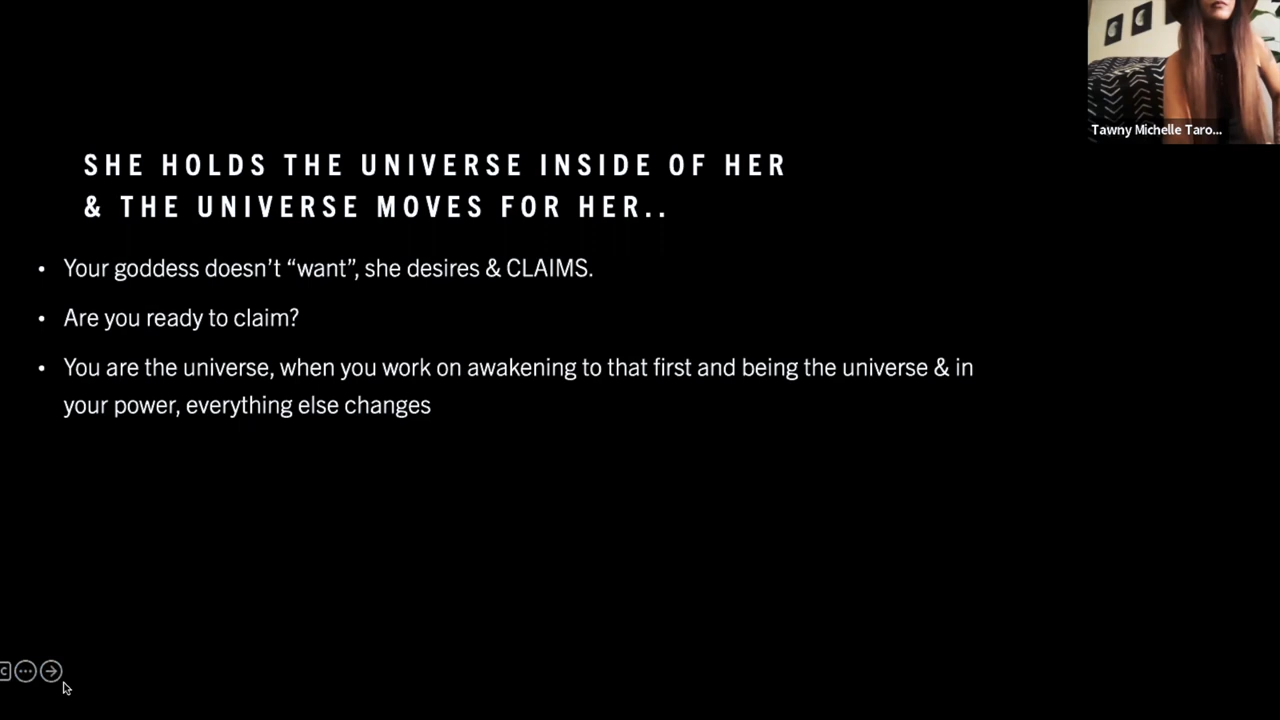 SHE HOLDS THE UNIVERSE INSIDE OF HER
& THE UNIVERSE MOVES FOR HER..
• Your goddess doesn’t “want”, she desires & CLAIMS.
• Are you ready to claim?
• You are the universe, when you work on awakening to that first and being the universe & in
your power, everything else changes
Tawny Michelle Taro...